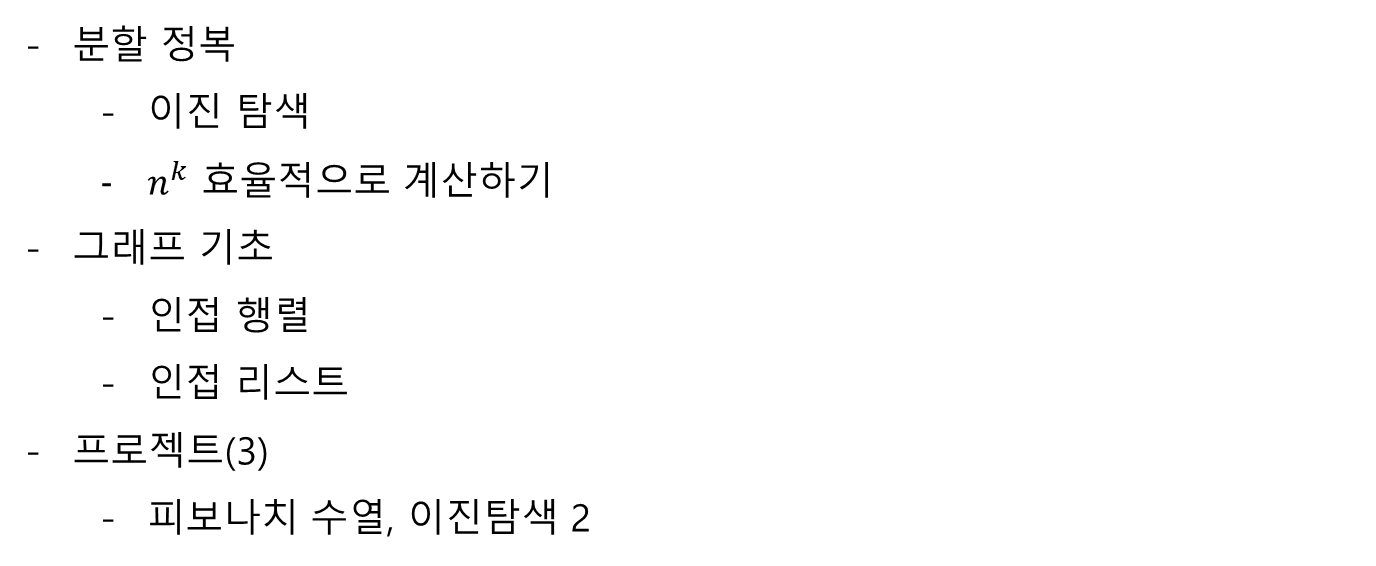 - 분할 정복
- 이진 탐색
- n^k 효율적으로 계산하기
- 그래프 기초
- 인접 행렬
- 인접 리스트
- 프로젝트(3)
- 피보나치 수열, 이진탐색 2